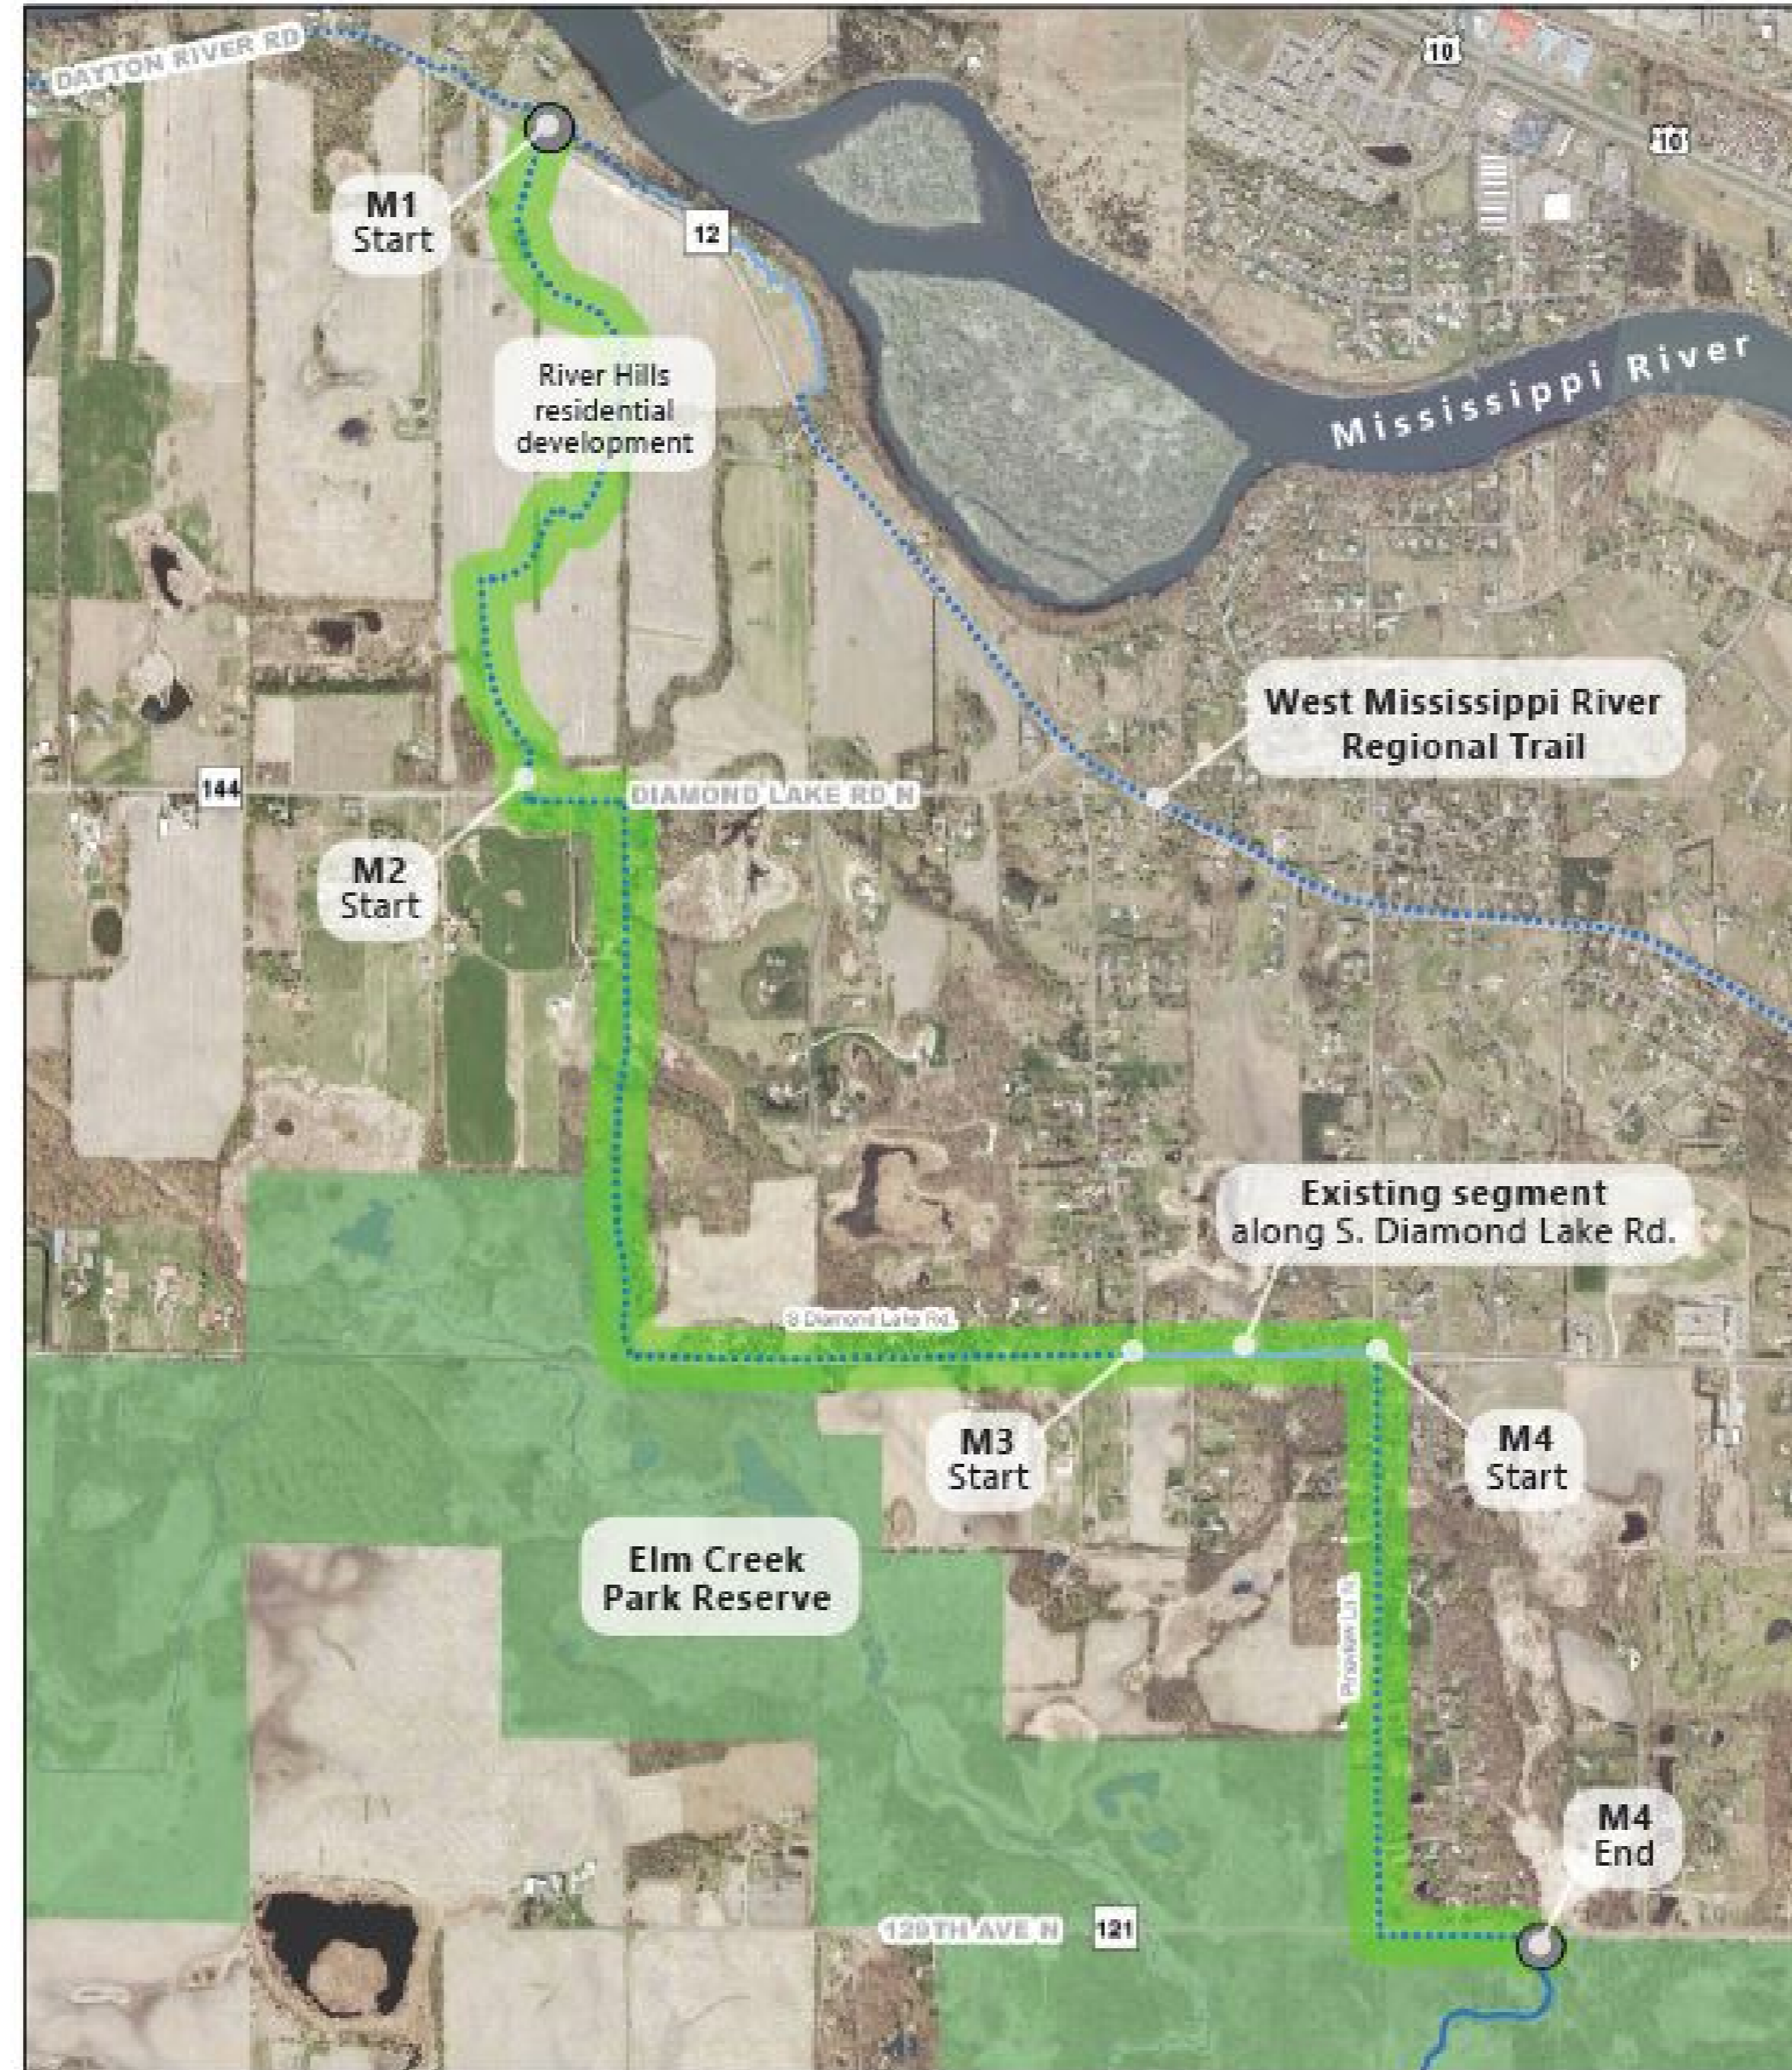 DAYTON RIVER RD
10
10
M1
Start
12
River Hills
residential
development
Mississippi River
West Mississippi River
Regional Trail
144
DIAMOND LAKE RD N
M2
Start
Existing segment
along S. Diamond Lake Rd.
S Diamond Lake Rd.
M3
Start
M4
Start
Elm Creek
Park Reserve
Pineview Ln N
M4
End
129TH AVE N
121